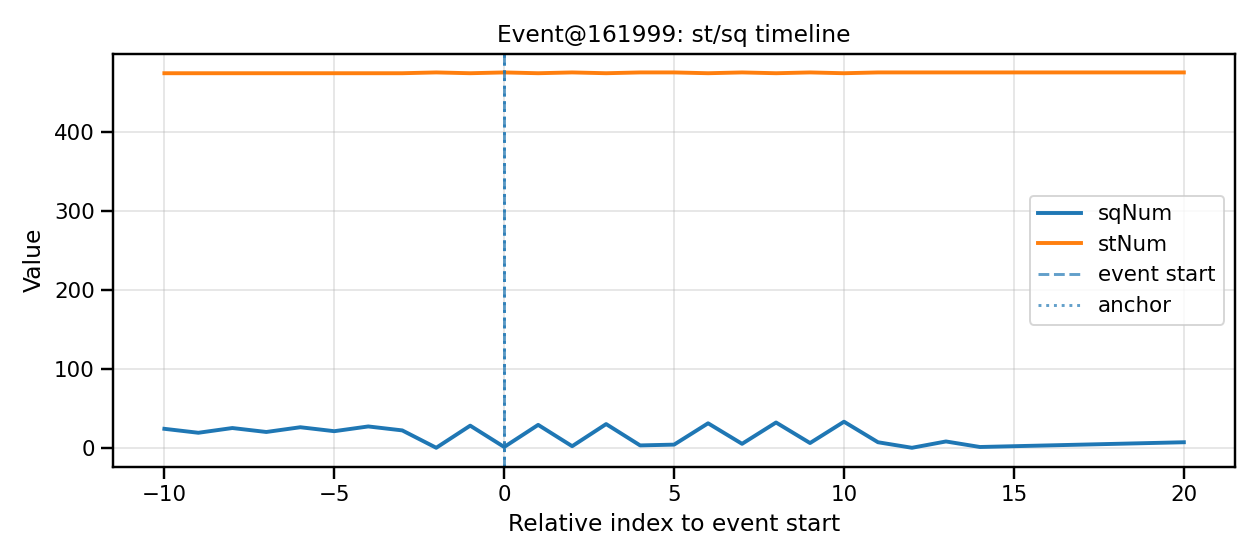 Event@161999: st/sq timeline
Value
400
300
200
100
0
sqNum
stNum
event start
anchor
−10
−5
0
5
10
15
20
Relative index to event start